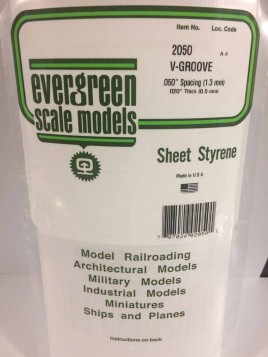 Item No. Loc. Code
2050 A-4
V-GROOVE
.050" Spacing (1.3 mm)
.020" Thick (0.5 mm)
evergreen
scale models
Sheet Styrene
Made in U S A
Model Railroading
Architectural Models
Military Models
Industrial Models
Miniatures
Ships and Planes
Instructions on back